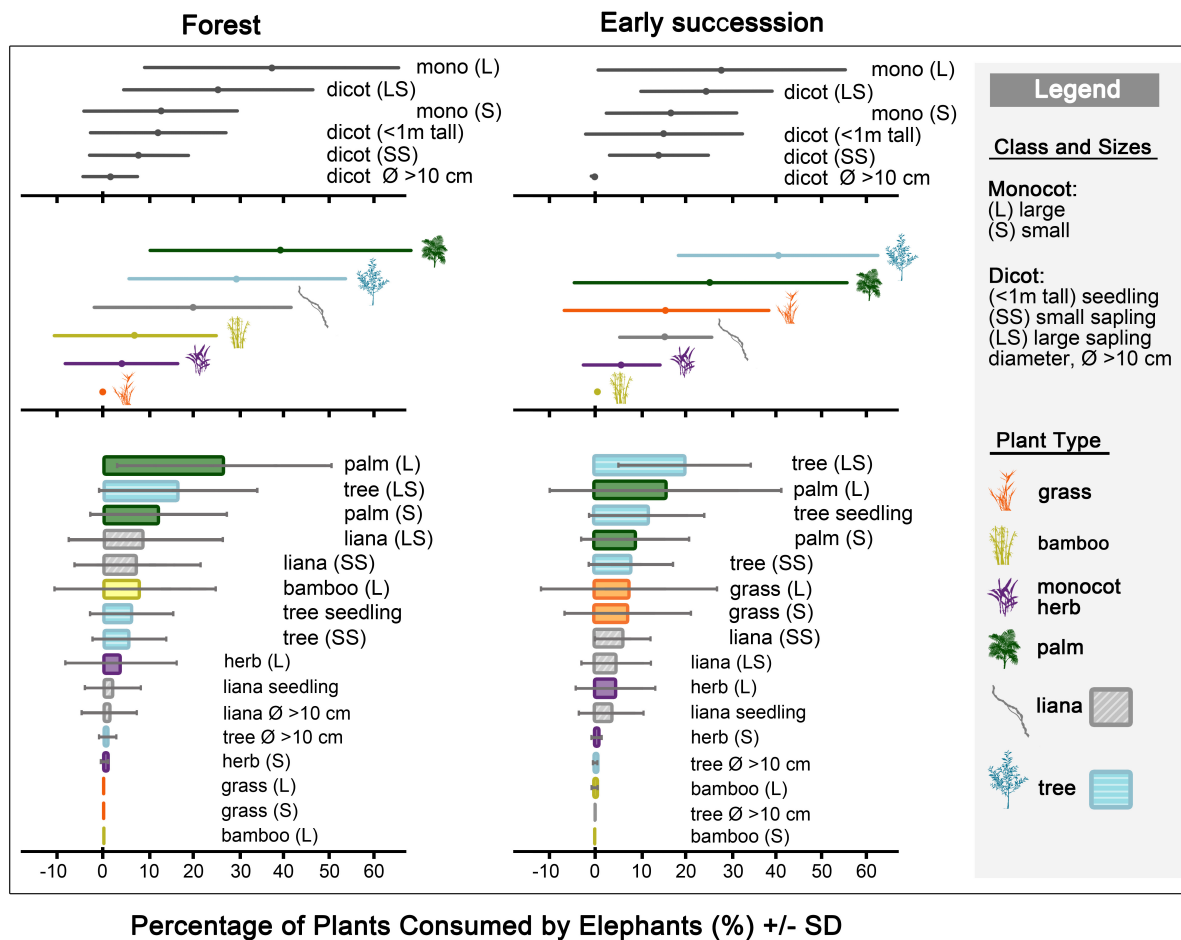 Forest
mono (L)
dicot (LS)
mono (S)
dicot (<1m tall)
dicot (SS)
dicot Ø >10 cm
palm (L)
tree (LS)
palm (S)
liana (LS)
liana (SS)
bamboo (L)
tree seedling
tree (SS)
herb (L)
liana seedling
liana Ø >10 cm
tree Ø >10 cm
herb (S)
grass (L)
grass (S)
bamboo (L)
-10 0 10 20 30 40 50 60
Early successsion
mono (L)
dicot (LS)
mono (S)
dicot (<1m tall)
dicot (SS)
dicot Ø >10 cm
tree (LS)
palm (L)
tree seedling
palm (S)
tree (SS)
grass (L)
grass (S)
liana (SS)
liana (LS)
herb (L)
liana seedling
herb (S)
tree Ø >10 cm
bamboo (L)
tree Ø >10 cm
bamboo (S)
-10 0 10 20 30 40 50 60
Legend
Class and Sizes
Monocot:
(L) large
(S) small
Dicot:
(<1m tall) seedling
(SS) small sapling
(LS) large sapling
diameter, Ø >10 cm
Plant Type
grass
bamboo
monocot
herb
palm
liana
tree
Percentage of Plants Consumed by Elephants (%) +/- SD